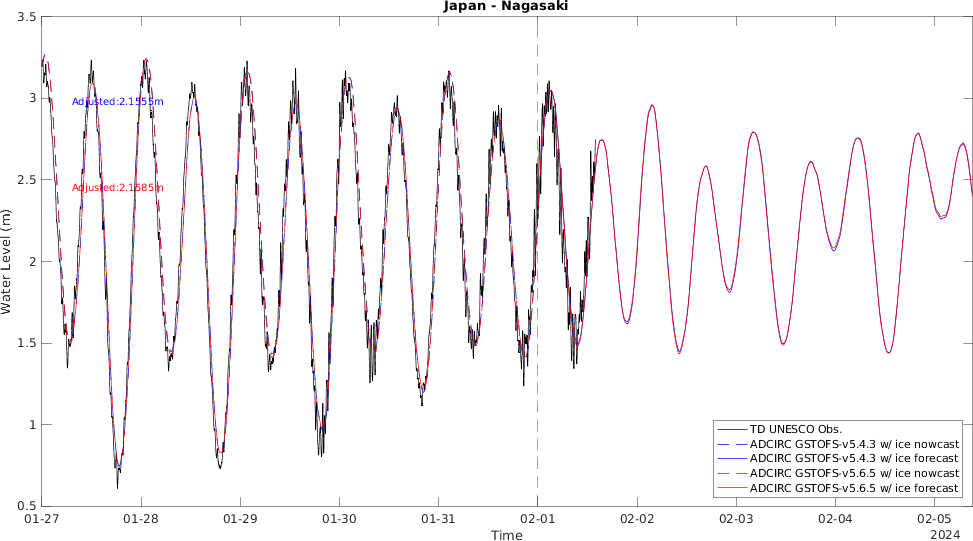 Japan - Nagasaki
3.5
3
2.5
2
1.5
1
0.5
Water Level (m)
Adjusted:2.1555m
Adjusted:2.1585m
TD UNESCO Obs.
ADCIRC GSTOFS-v5.4.3 w/ ice nowcast
ADCIRC GSTOFS-v5.4.3 w/ ice forecast
ADCIRC GSTOFS-v5.6.5 w/ ice nowcast
ADCIRC GSTOFS-v5.6.5 w/ ice forecast
01-27 01-28 01-29 01-30 01-31 02-01 02-02 02-03 02-04 02-05
Time
2024